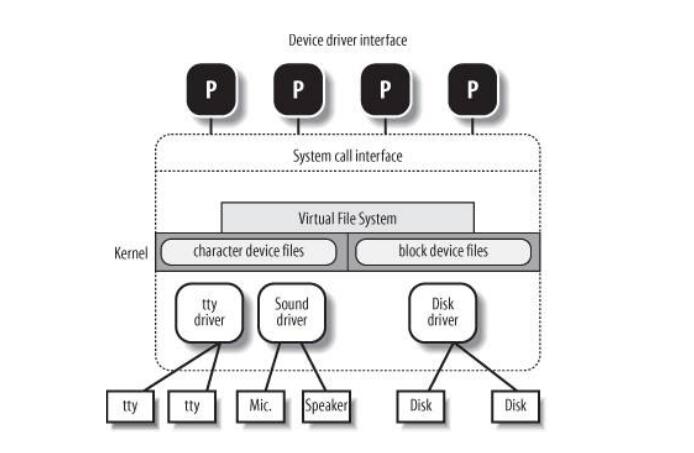 Device driver interface
P P P P
System call interface
Virtual File System
Kernel
character device files block device files
tty
driver
Sound
driver
Disk
driver
tty tty Mic. Speaker Disk Disk